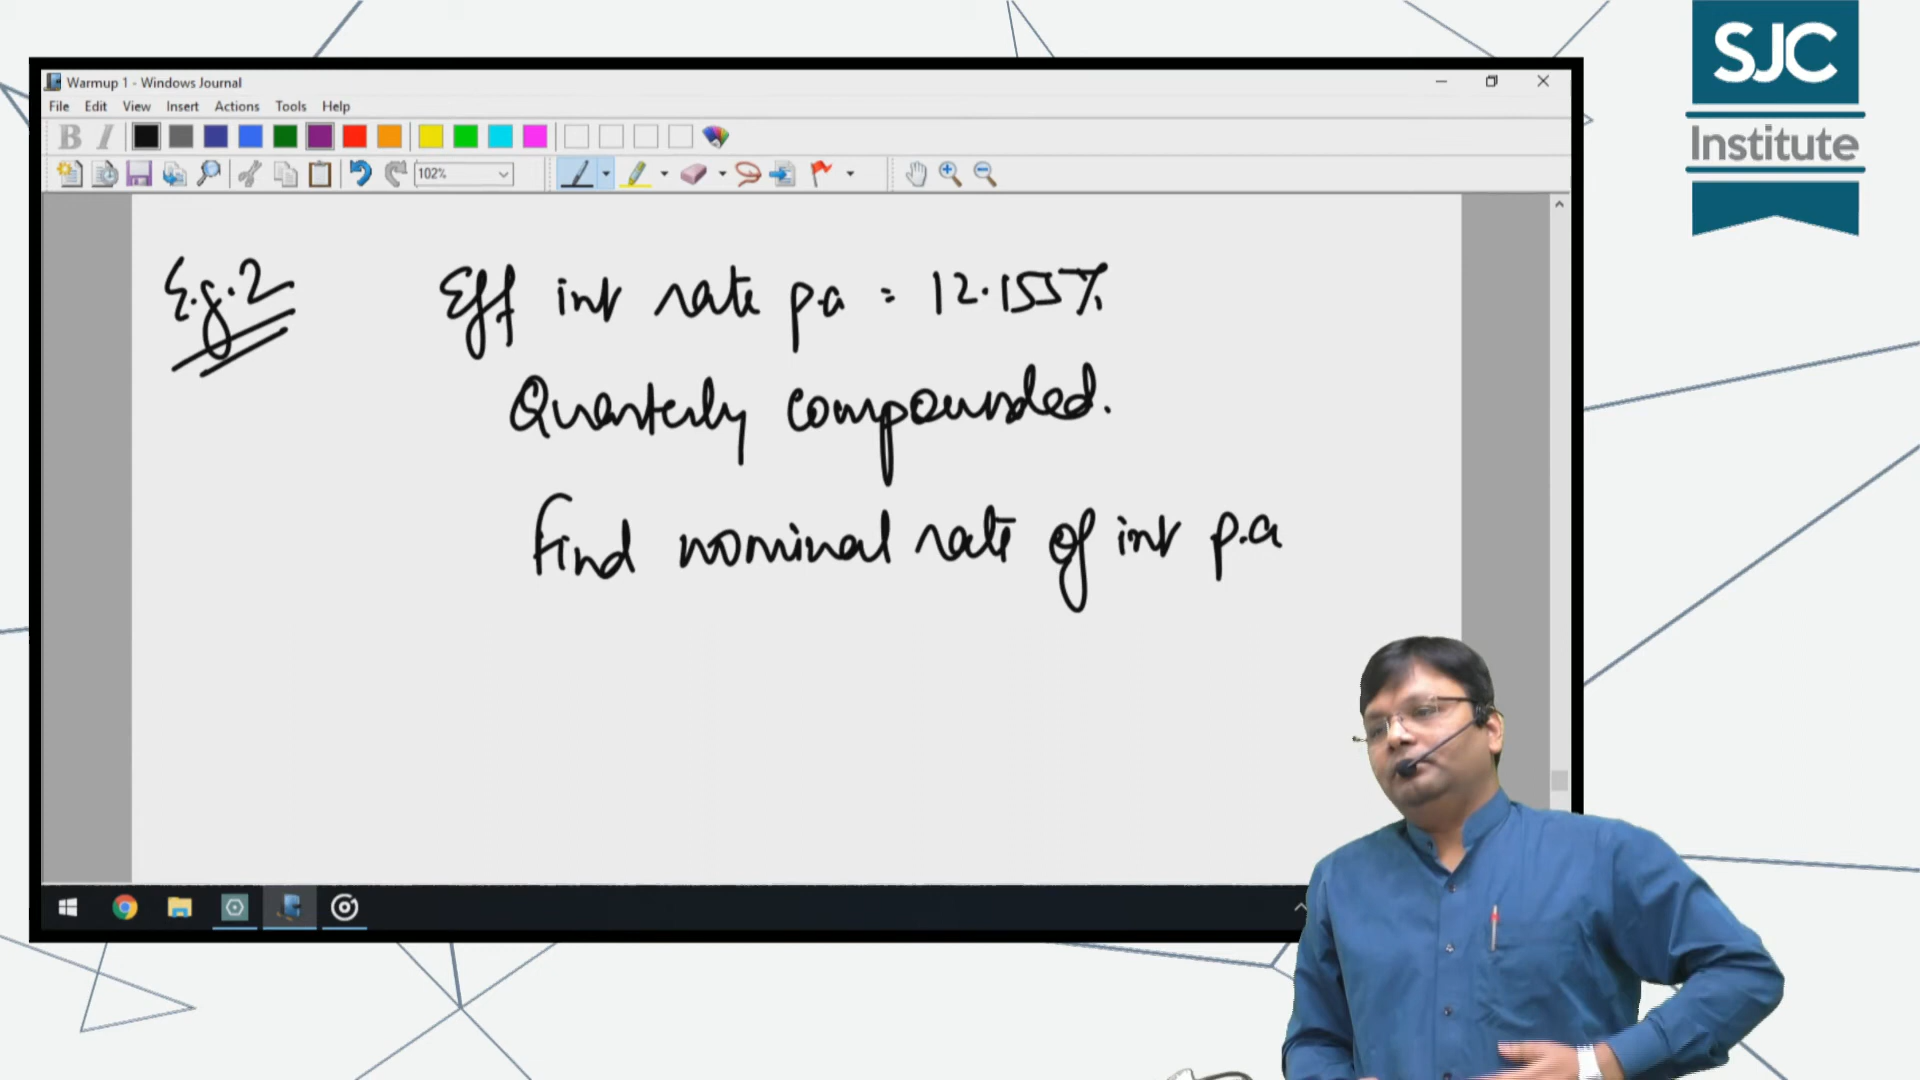 SJC
Institute
Warmup 1 - Windows Journal
File Edit View Insert Actions Tools Help
B I
102%
E.g.2
Eff int rate p.a = 12.155%
Quarterly compounded.
Find nominal rate of int p.a